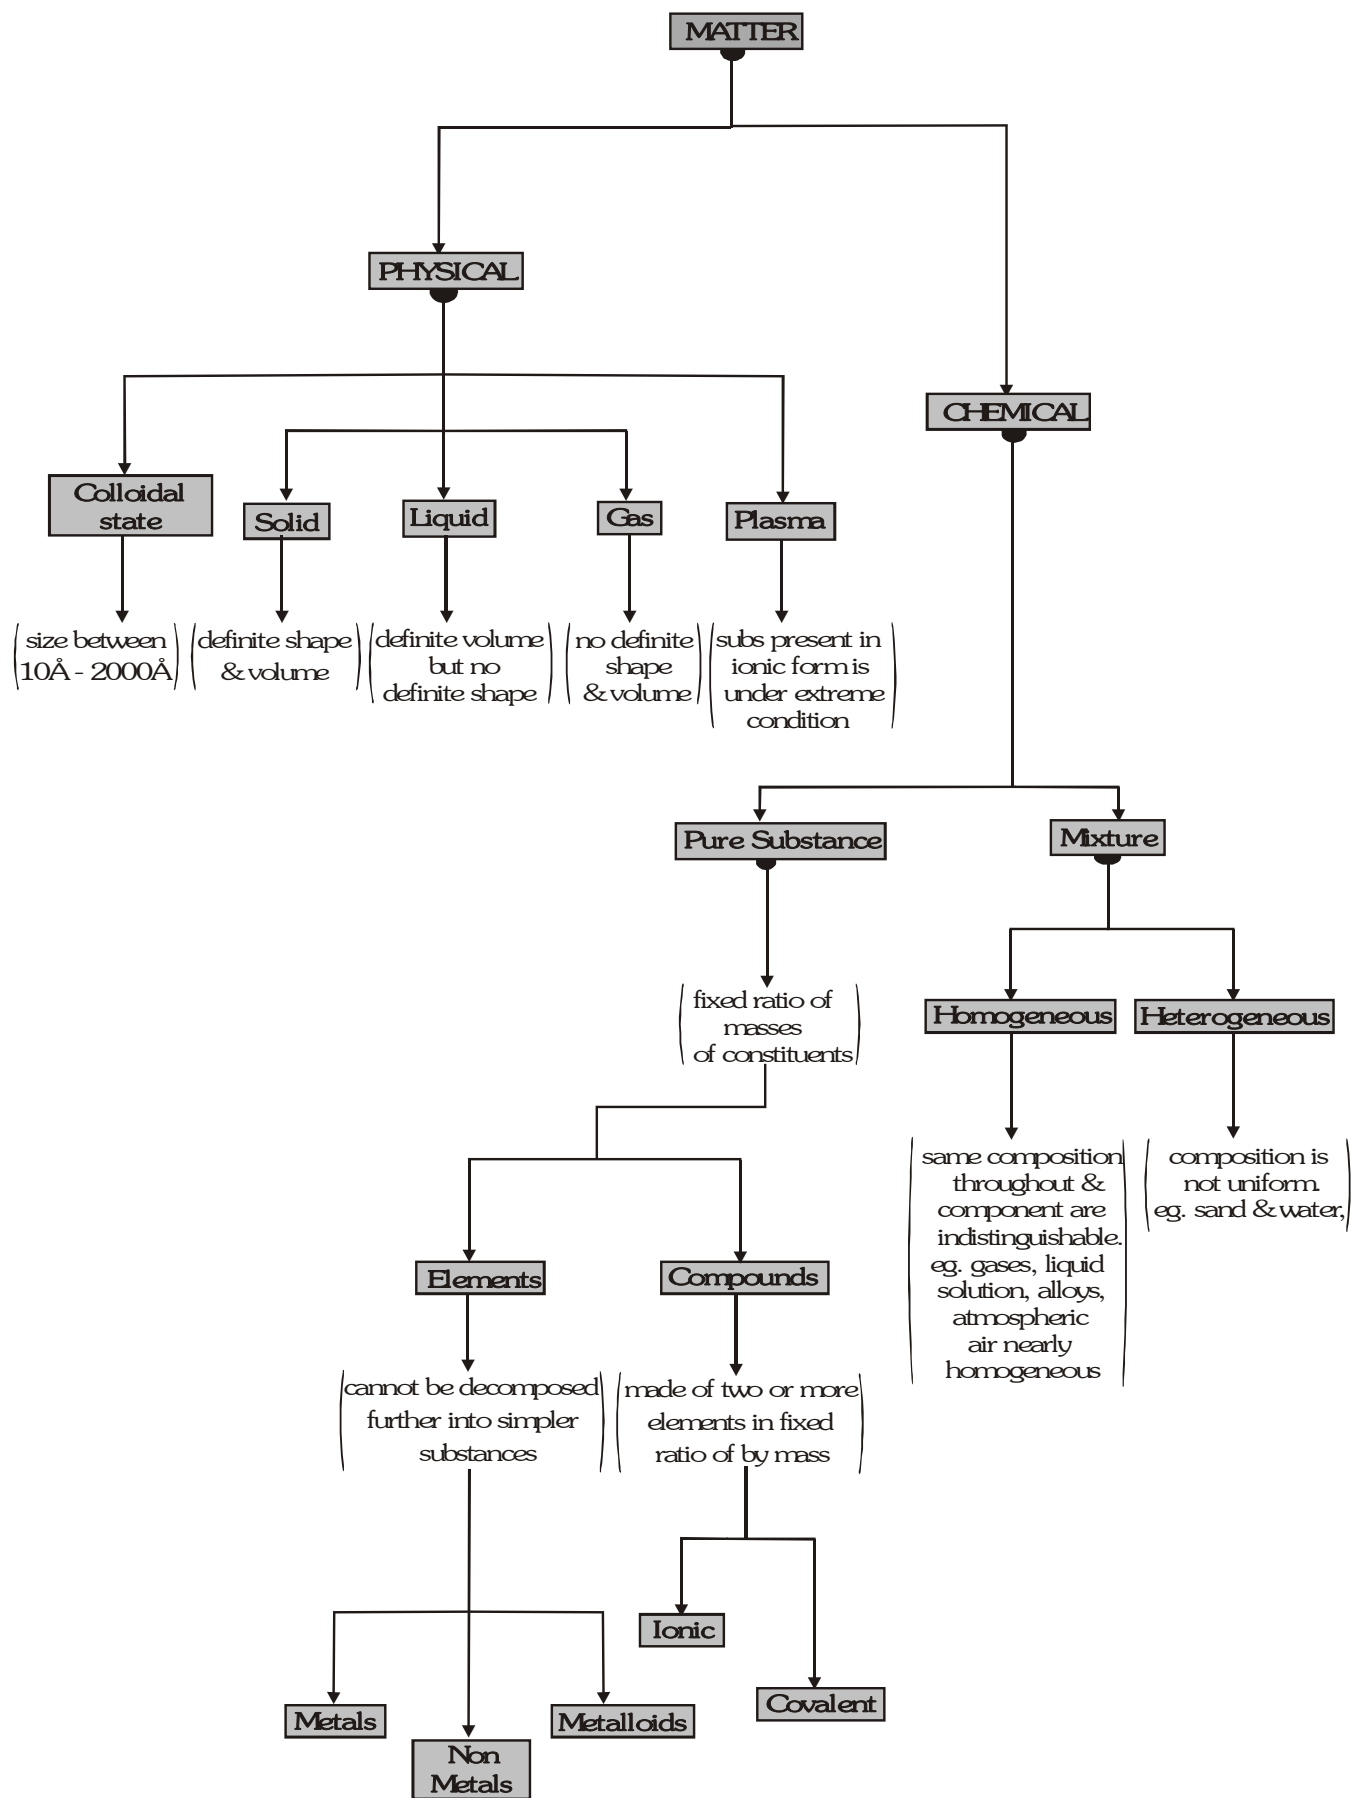 MATTER
PHYSICAL
CHEMICAL
Colloidal
state
Solid
Liquid
Gas
Plasma
size between
10Å - 2000Å
definite shape
& volume
definite volume
but no
definite shape
no definite
shape
& volume
subs present in
ionic form is
under extreme
condition
Pure Substance
Mixture
fixed ratio of
masses
of constituents
Homogeneous
Heterogeneous
same composition
throughout &
component are
indistinguishable.
eg. gases, liquid
solution, alloys,
atmospheric
air nearly
homogeneous
composition is
not uniform.
eg. sand & water,
Elements
Compounds
cannot be decomposed
further into simpler
substances
made of two or more
elements in fixed
ratio of by mass
Ionic
Covalent
Metals
Non
Metals
Metalloids